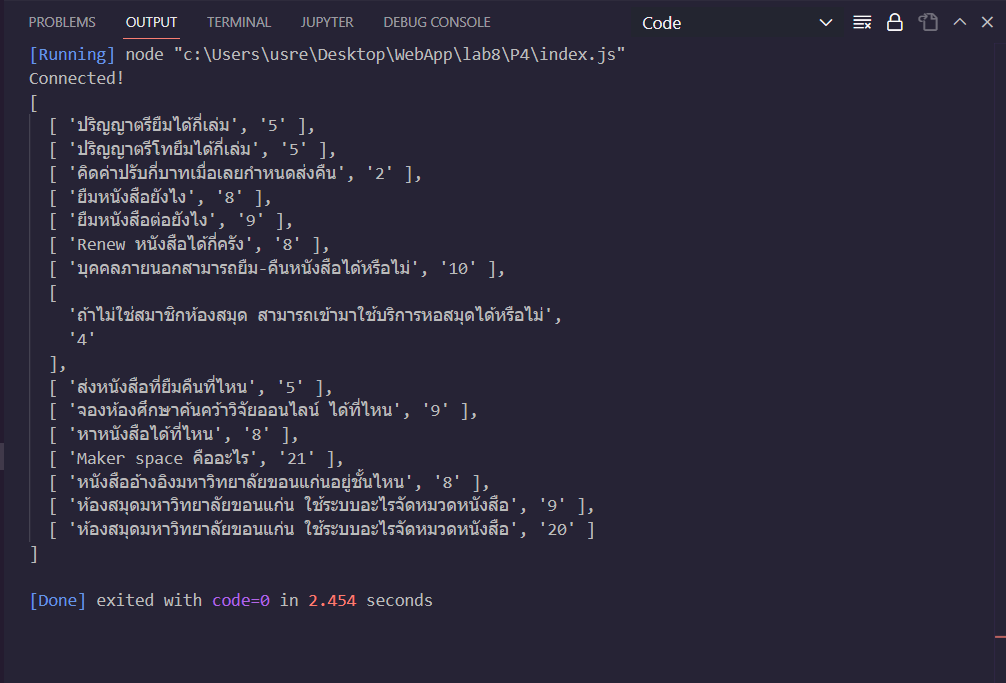 PROBLEMS OUTPUT TERMINAL JUPYTER DEBUG CONSOLE Code
[Running] node "c:\Users\usre\Desktop\WebApp\lab8\P4\index.js"
Connected!
[
[ 'ปริญญาตรียืมได้กี่เล่ม', '5' ],
[ 'ปริญญาตรีโทยืมได้กี่เล่ม', '5' ],
[ 'คิดค่าปรับกี่บาทเมื่อเลยกำหนดส่งคืน', '2' ],
[ 'ยืมหนังสือยังไง', '8' ],
[ 'ยืมหนังสือต่อยังไง', '9' ],
[ 'Renew หนังสือได้กี่ครัง', '8' ],
[ 'บุคคลภายนอกสามารถยืม-คืนหนังสือได้หรือไม่', '10' ],
[
'ถ้าไม่ใช่สมาชิกห้องสมุด สามารถเข้ามาใช้บริการหอสมุดได้หรือไม่',
'4'
],
[ 'ส่งหนังสือที่ยืมคืนที่ไหน', '5' ],
[ 'จองห้องศึกษาค้นคว้าวิจัยออนไลน์ ได้ที่ไหน', '9' ],
[ 'หาหนังสือได้ที่ไหน', '8' ],
[ 'Maker space คืออะไร', '21' ],
[ 'หนังสืออ้างอิงมหาวิทยาลัยขอนแก่นอยู่ชั้นไหน', '8' ],
[ 'ห้องสมุดมหาวิทยาลัยขอนแก่น ใช้ระบบอะไรจัดหมวดหนังสือ', '9' ],
[ 'ห้องสมุดมหาวิทยาลัยขอนแก่น ใช้ระบบอะไรจัดหมวดหนังสือ', '20' ]
]
[Done] exited with code=0 in 2.454 seconds